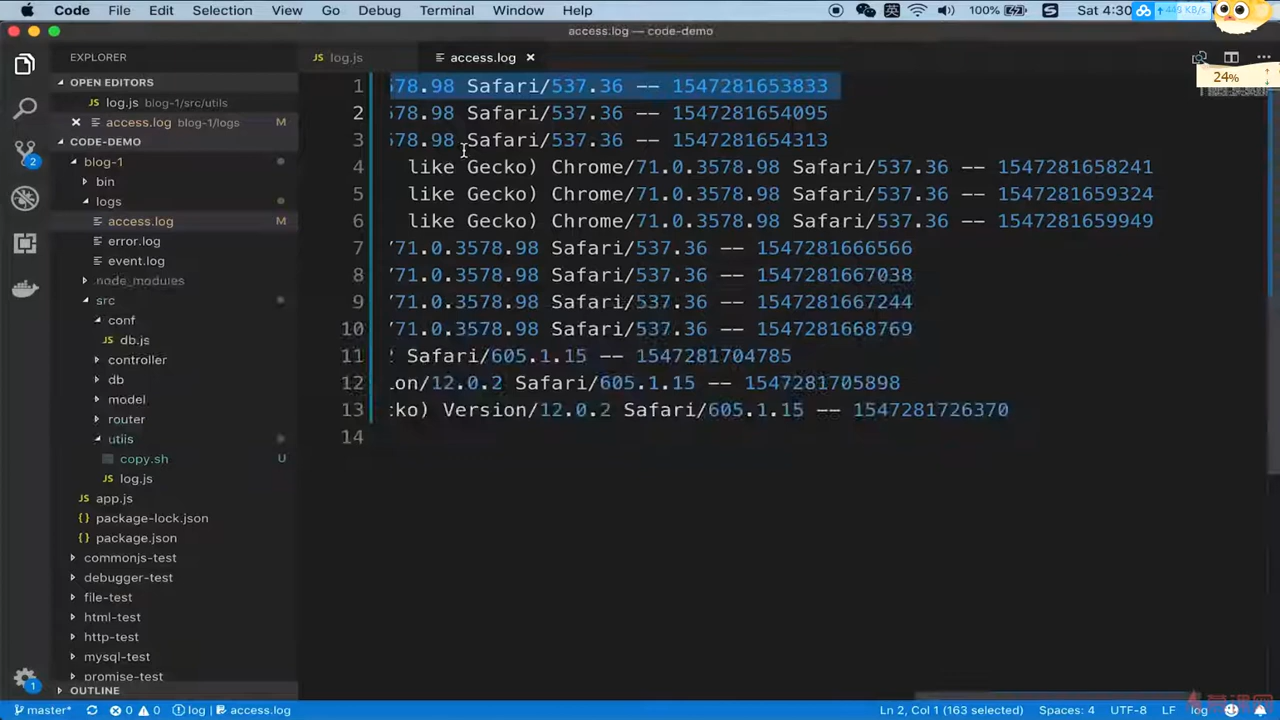 Code File Edit Selection View Go Debug Terminal Window Help 英 100% Sat 4:30 449 KB/s
access.log — code-demo
24%
EXPLORER
OPEN EDITORS
log.js blog-1/src/utils
access.log blog-1/logs M
CODE-DEMO
blog-1
bin
logs
access.log M
error.log
event.log
node_modules
src
conf
db.js
controller
db
model
router
utils
copy.sh U
log.js
app.js
package-lock.json
package.json
commonjs-test
debugger-test
file-test
html-test
http-test
mysql-test
promise-test
OUTLINE
2
1
log.js access.log
1 578.98 Safari/537.36 -- 1547281653833
2 578.98 Safari/537.36 -- 1547281654095
3 578.98 Safari/537.36 -- 1547281654313
4 like Gecko) Chrome/71.0.3578.98 Safari/537.36 -- 1547281658241
5 like Gecko) Chrome/71.0.3578.98 Safari/537.36 -- 1547281659324
6 like Gecko) Chrome/71.0.3578.98 Safari/537.36 -- 1547281659949
7 /71.0.3578.98 Safari/537.36 -- 1547281666566
8 /71.0.3578.98 Safari/537.36 -- 1547281667038
9 /71.0.3578.98 Safari/537.36 -- 1547281667244
10 /71.0.3578.98 Safari/537.36 -- 1547281668769
11 Safari/605.1.15 -- 1547281704785
12 ion/12.0.2 Safari/605.1.15 -- 1547281705898
13 cko) Version/12.0.2 Safari/605.1.15 -- 1547281726370
14
master* 0 0 log access.log Ln 2, Col 1 (163 selected) Spaces: 4 UTF-8 LF log